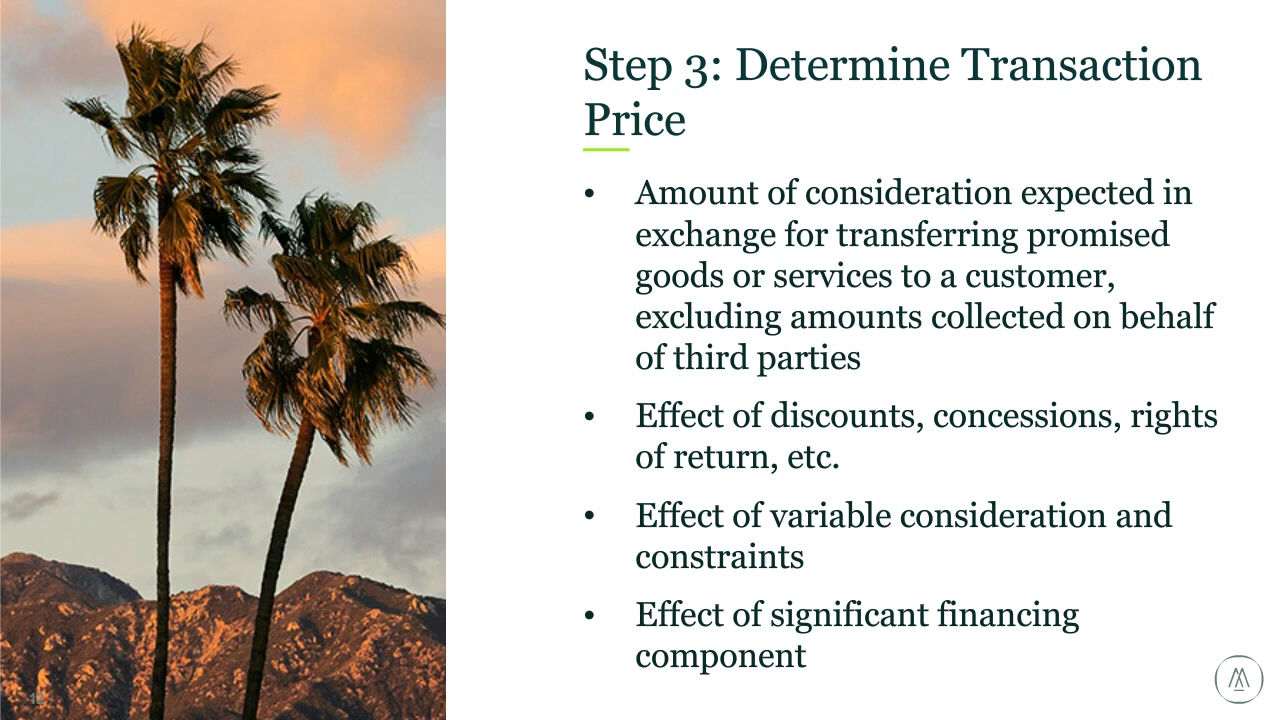 Step 3: Determine Transaction
Price
• Amount of consideration expected in
exchange for transferring promised
goods or services to a customer,
excluding amounts collected on behalf
of third parties
• Effect of discounts, concessions, rights
of return, etc.
• Effect of variable consideration and
constraints
• Effect of significant financing
component
12